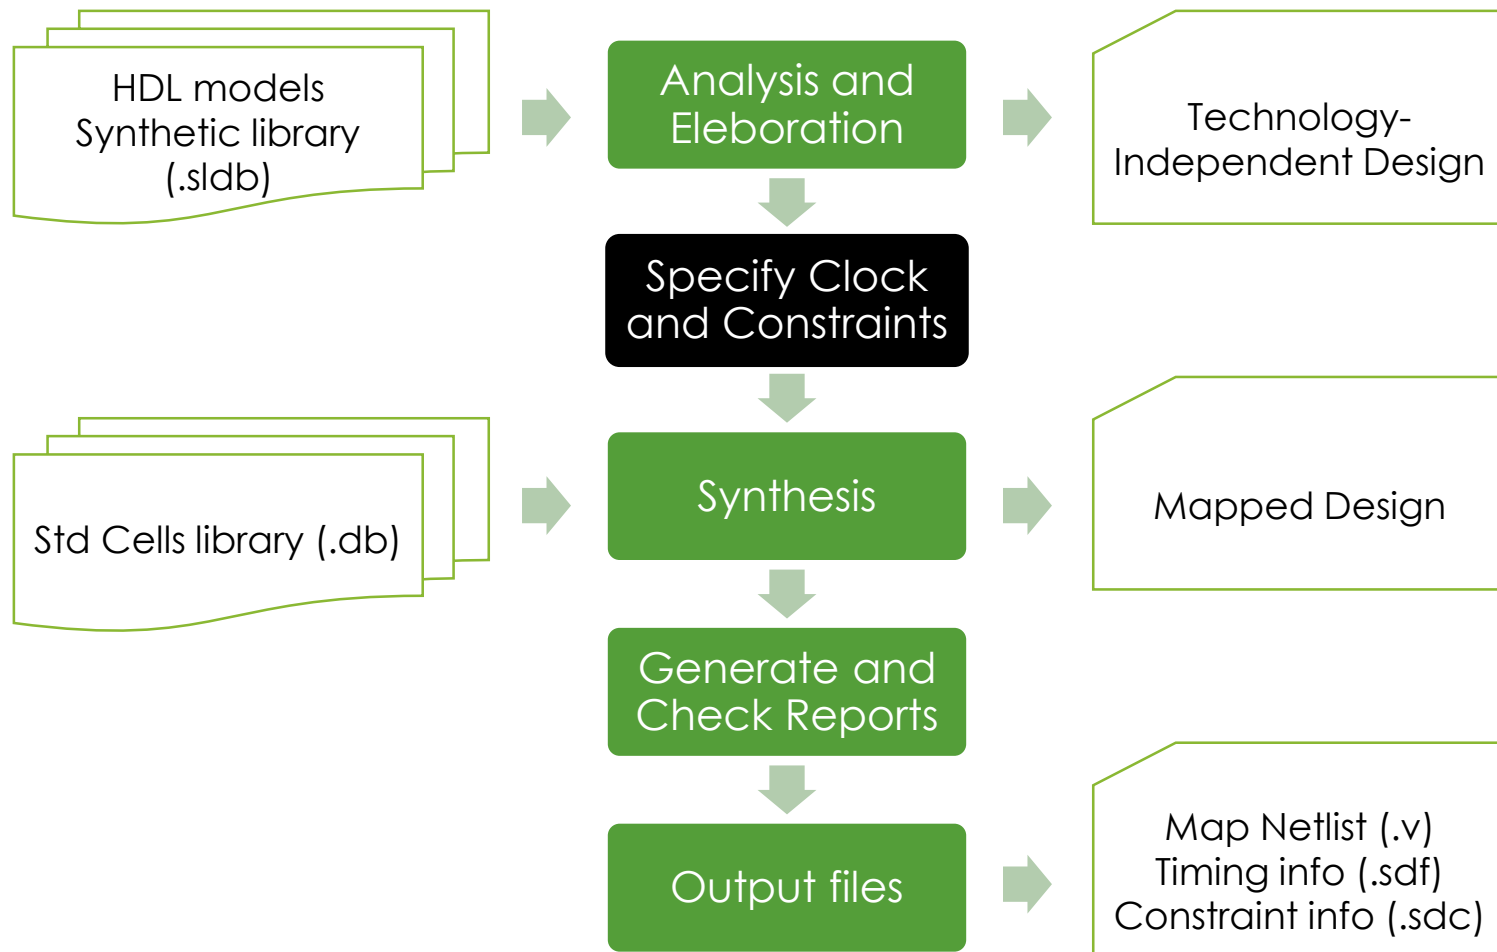 HDL models
Synthetic library
(.sldb)
Analysis and
Eleboration
Technology-
Independent Design
Specify Clock
and Constraints
Std Cells library (.db)
Synthesis
Mapped Design
Generate and
Check Reports
Output files
Map Netlist (.v)
Timing info (.sdf)
Constraint info (.sdc)